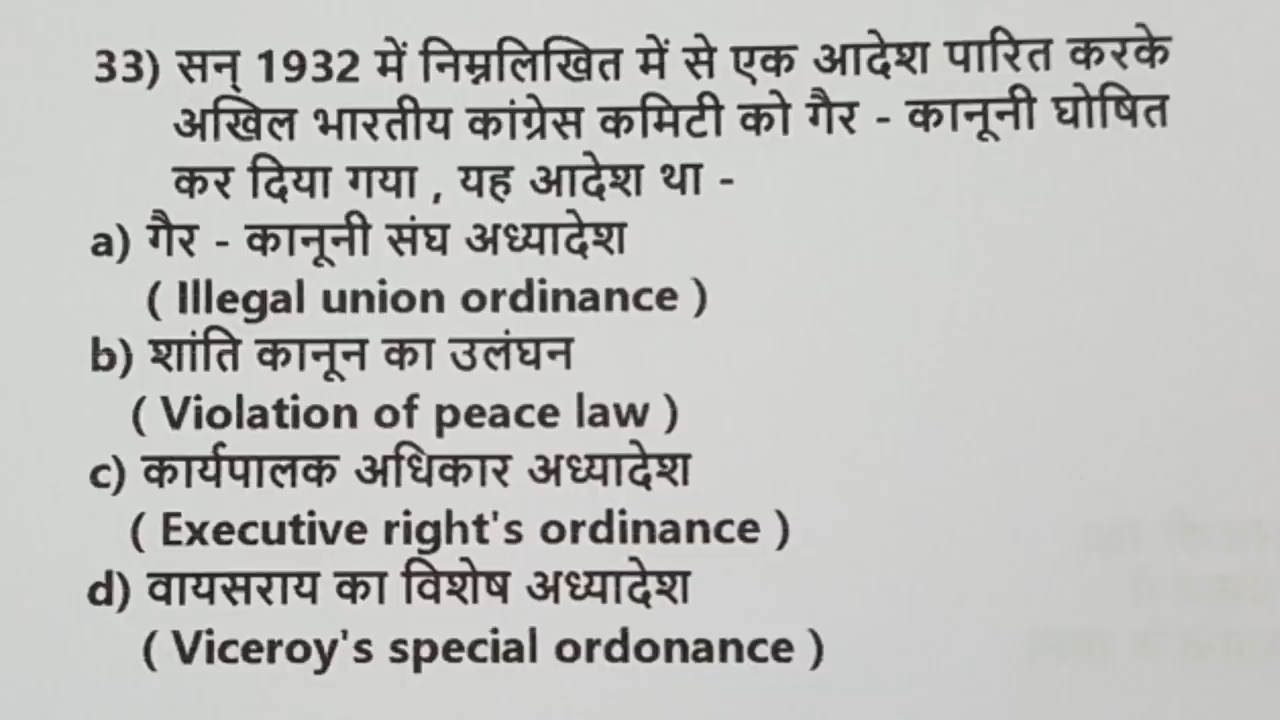 33) सन् 1932 में निम्नलिखित में से एक आदेश पारित करके
अखिल भारतीय कांग्रेस कमिटी को गैर - कानूनी घोषित
कर दिया गया , यह आदेश था -
a) गैर - कानूनी संघ अध्यादेश
( Illegal union ordinance )
b) शांति कानून का उलंघन
( Violation of peace law )
c) कार्यपालक अधिकार अध्यादेश
( Executive right's ordinance )
d) वायसराय का विशेष अध्यादेश
( Viceroy's special ordonance )